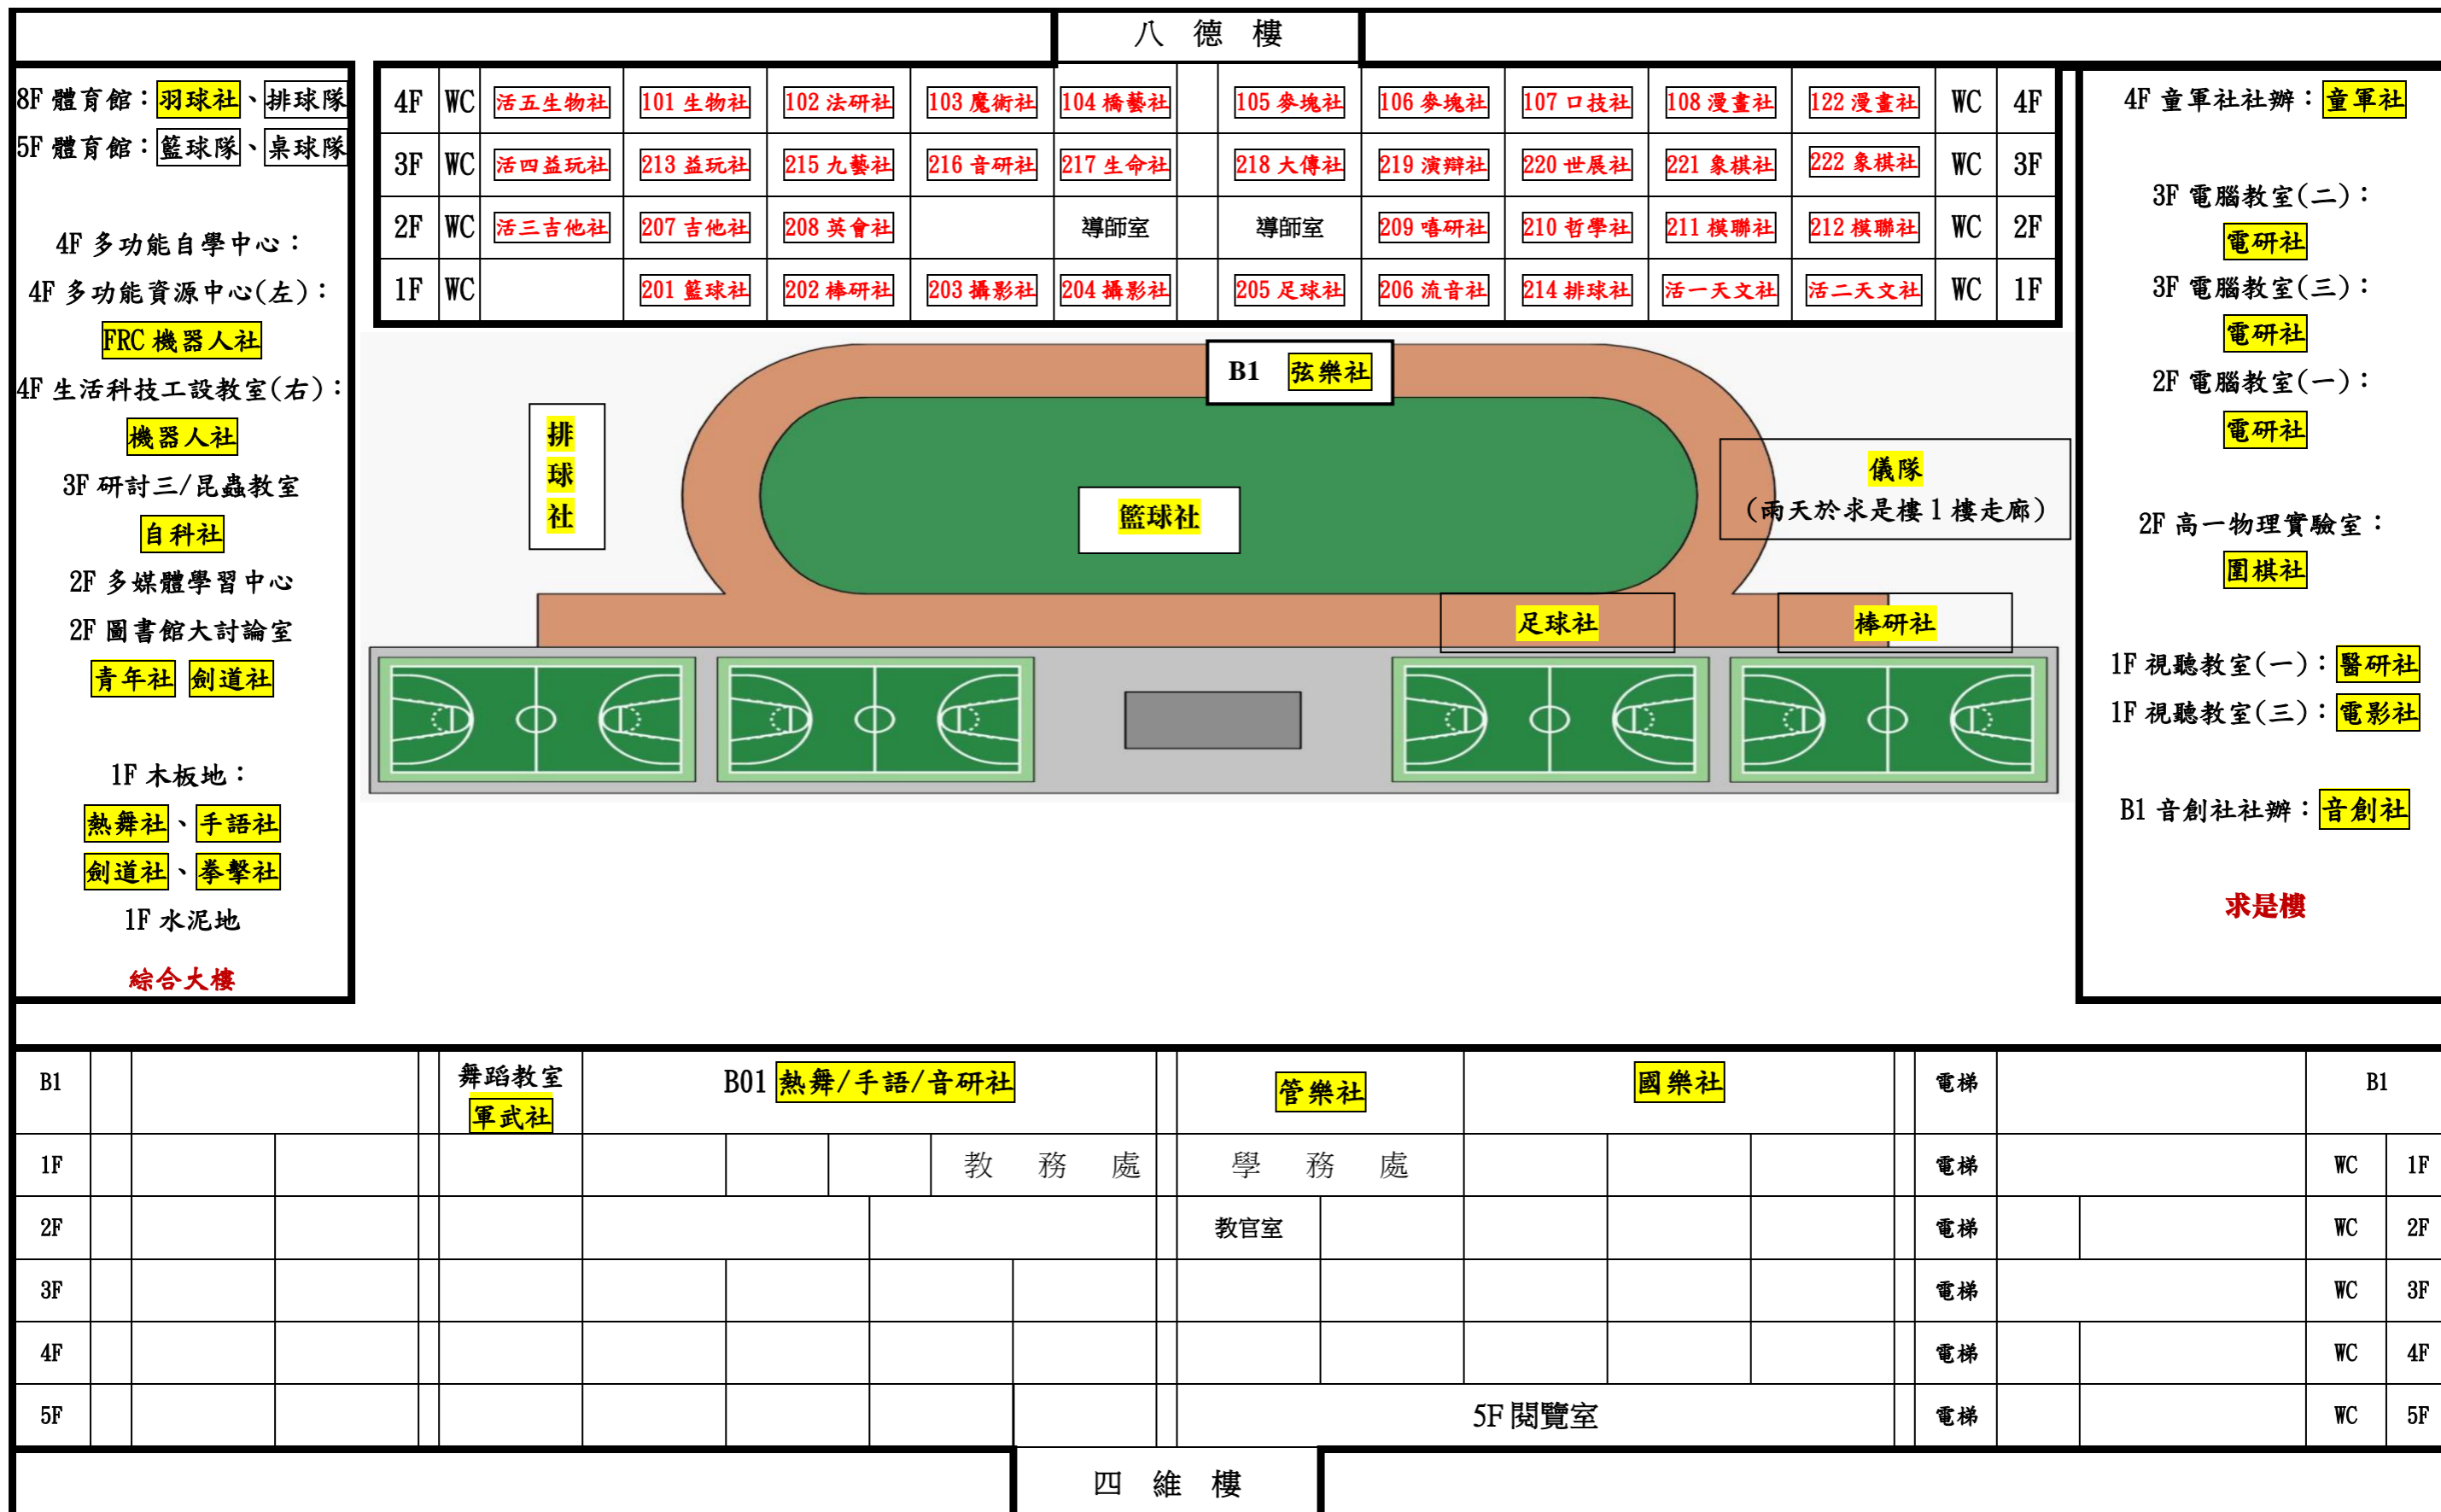 八 德 樓
8F 體育館：羽球社、排球隊
5F 體育館：籃球隊、桌球隊
4F 多功能自學中心：
4F 多功能資源中心(左)：
FRC 機器人社
4F 生活科技工設教室(右)：
機器人社
3F 研討三/昆蟲教室
自科社
2F 多媒體學習中心
2F 圖書館大討論室
青年社 劍道社
1F 木板地：
熱舞社、手語社
劍道社、拳擊社
1F 水泥地
綜合大樓
4F WC 活五生物社 101 生物社 102 法研社 103 魔術社 104 橋藝社 105 麥塊社 106 麥塊社 107 口技社 108 漫畫社 122 漫畫社 WC 4F
3F WC 活四益玩社 213 益玩社 215 九藝社 216 音研社 217 生命社 218 大傳社 219 演辯社 220 世展社 221 象棋社 222 象棋社 WC 3F
2F WC 活三吉他社 207 吉他社 208 英會社 導師室 導師室 209 嘻研社 210 哲學社 211 模聯社 212 模聯社 WC 2F
1F WC 201 籃球社 202 棒研社 203 攝影社 204 攝影社 205 足球社 206 流音社 214 排球社 活一天文社 活二天文社 WC 1F
B1 弦樂社
排
球
社
籃球社
儀隊
(雨天於求是樓 1 樓走廊)
足球社
棒研社
4F 童軍社社辦：童軍社
3F 電腦教室(二)：
電研社
3F 電腦教室(三)：
電研社
2F 電腦教室(一)：
電研社
2F 高一物理實驗室：
圍棋社
1F 視聽教室(一)：醫研社
1F 視聽教室(三)：電影社
B1 音創社社辦：音創社
求是樓
B1 舞蹈教室 B01 熱舞/手語/音研社 管樂社 國樂社 電梯 B1
軍武社
1F 教 務 處 學 務 處 電梯 WC 1F
2F 教官室 電梯 WC 2F
3F 電梯 WC 3F
4F 電梯 WC 4F
5F 5F 閱覽室 電梯 WC 5F
四 維 樓